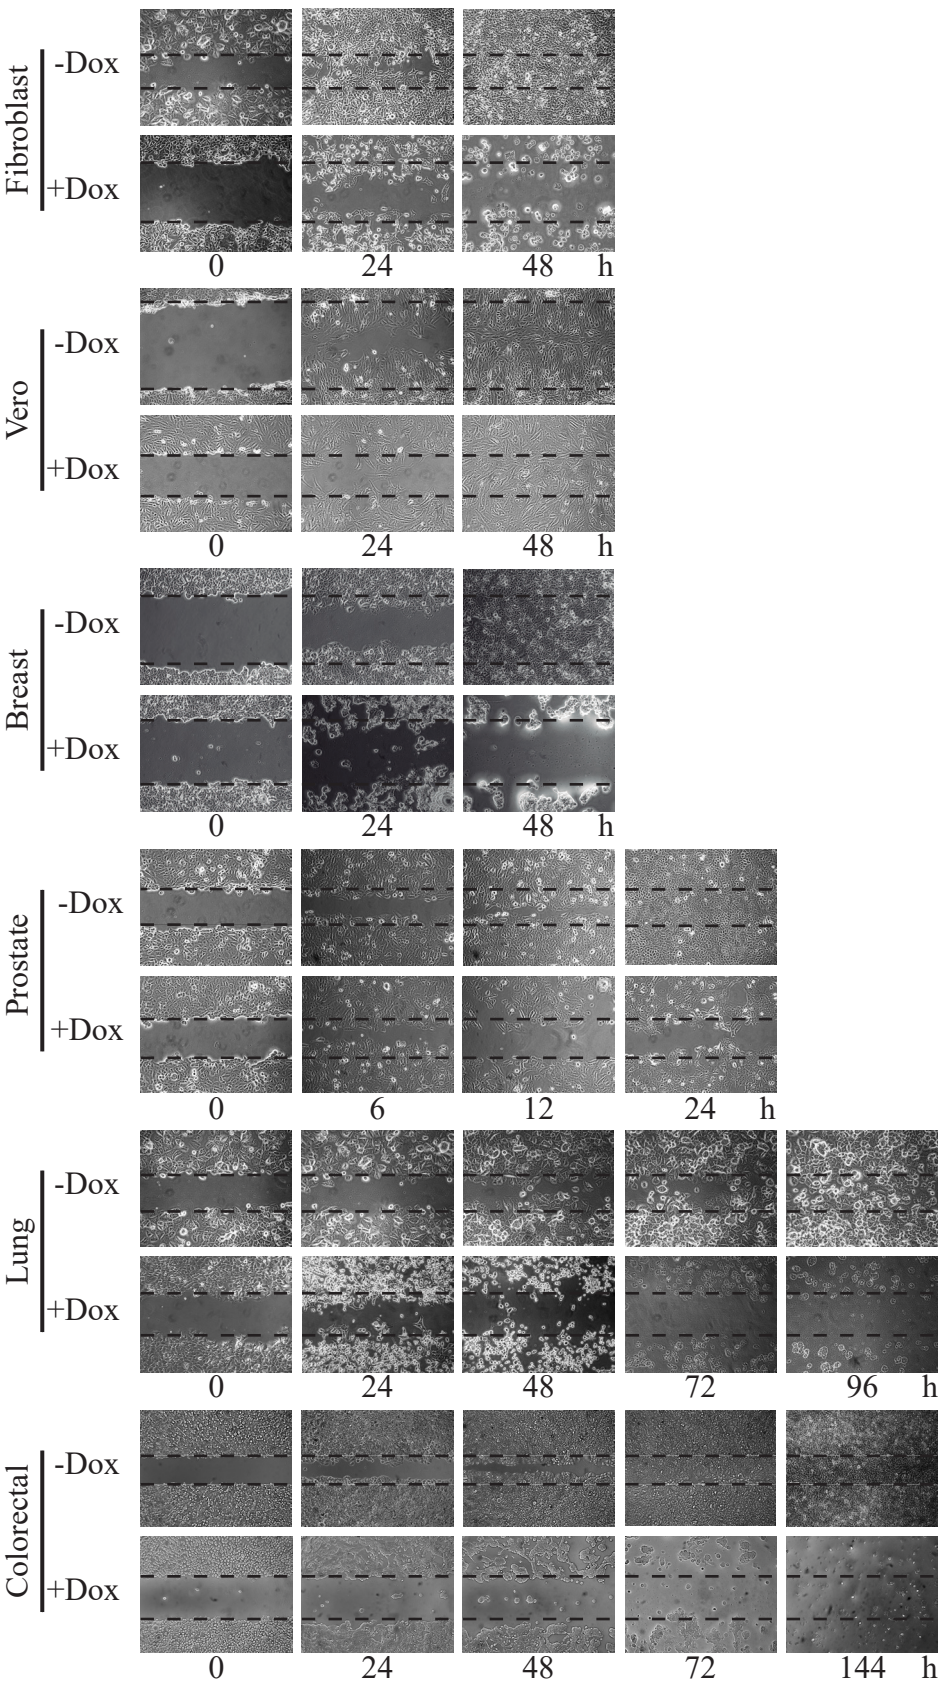 Fibroblast
-Dox
+Dox
0 24 48 h
Vero
-Dox
+Dox
0 24 48 h
Breast
-Dox
+Dox
0 24 48 h
Prostate
-Dox
+Dox
0 6 12 24 h
Lung
-Dox
+Dox
0 24 48 72 96 h
Colorectal
-Dox
+Dox
0 24 48 72 144 h